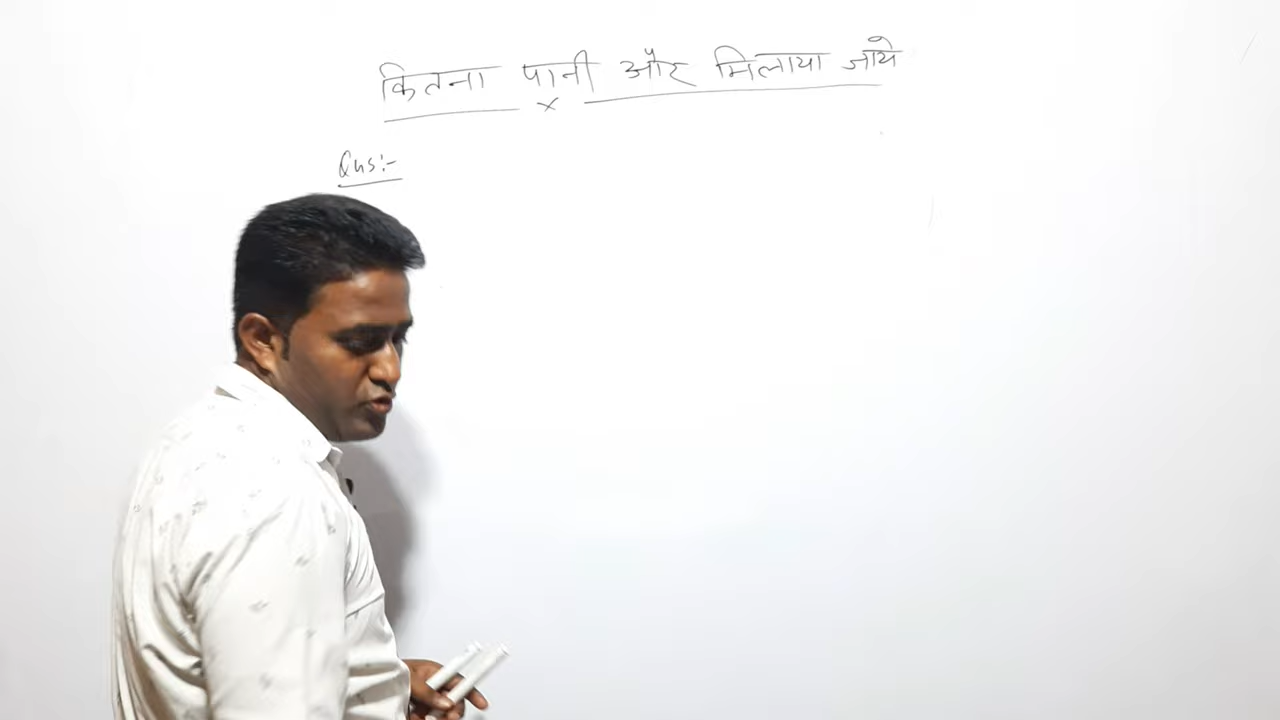 कितना पानी और मिलाया जाये
x
Qus:-